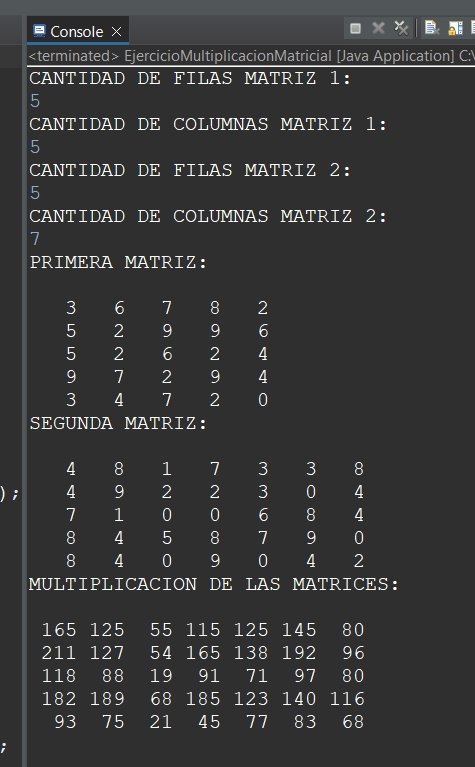 Console
<terminated> EjercicioMultiplicacionMatricial [Java Application] C:\
CANTIDAD DE FILAS MATRIZ 1:
5
CANTIDAD DE COLUMNAS MATRIZ 1:
5
CANTIDAD DE FILAS MATRIZ 2:
5
CANTIDAD DE COLUMNAS MATRIZ 2:
7
PRIMERA MATRIZ:
3 6 7 8 2
5 2 9 9 6
5 2 6 2 4
9 7 2 9 4
3 4 7 2 0
SEGUNDA MATRIZ:
4 8 1 7 3 3 8
4 9 2 2 3 0 4
7 1 0 0 6 8 4
8 4 5 8 7 9 0
8 4 0 9 0 4 2
MULTIPLICACION DE LAS MATRICES:
165 125 55 115 125 145 80
211 127 54 165 138 192 96
118 88 19 91 71 97 80
182 189 68 185 123 140 116
93 75 21 45 77 83 68
);
;